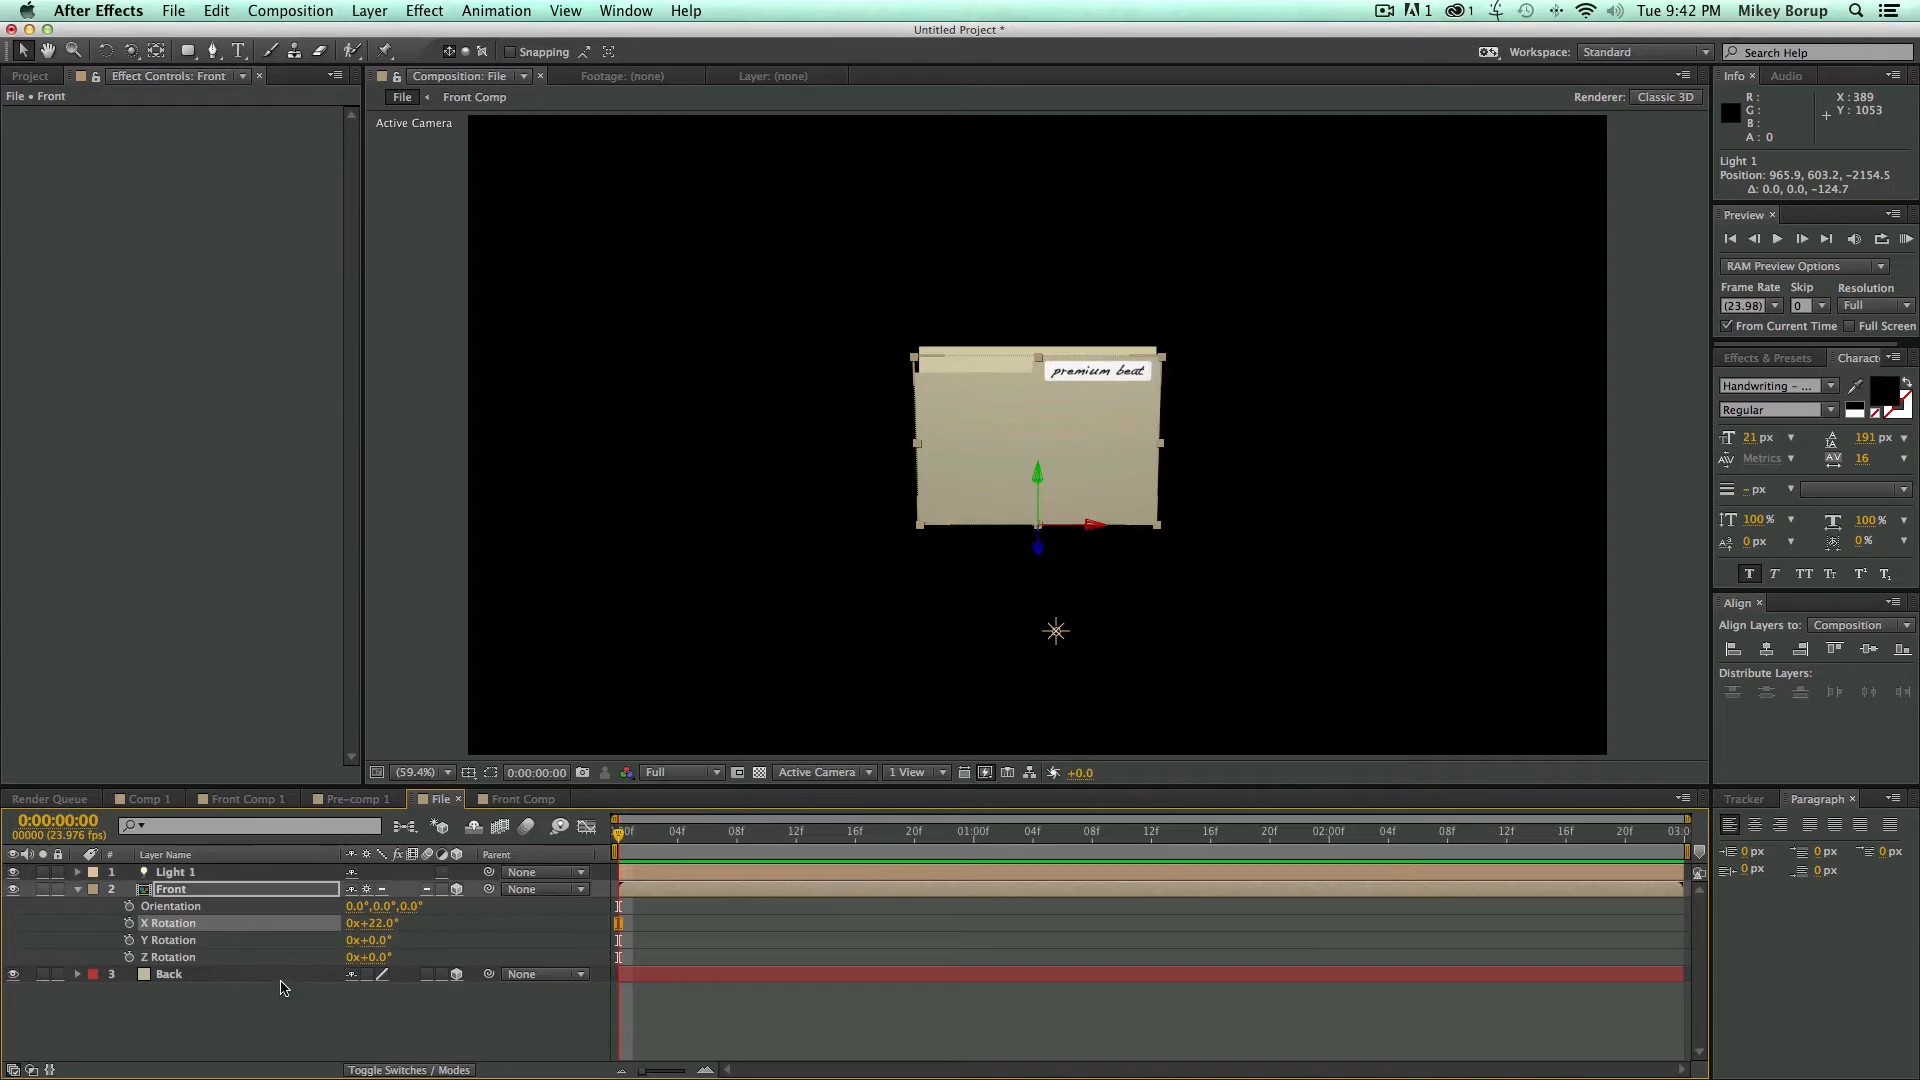 After Effects File Edit Composition Layer Effect Animation View Window Help 1 1 Tue 9:42 PM Mikey Borup
Untitled Project *
T Snapping Workspace: Standard Search Help
Project Effect Controls: Front × Composition: File × Footage: (none) Layer: (none) Info × Audio
File • Front File Front Comp Renderer: Classic 3D
Active Camera
R : X : 389
G : Y : 1053
B :
A : 0
Light 1
Position: 965.9, 603.2, -2154.5
Δ: 0.0, 0.0, -124.7
Preview ×
RAM Preview Options
Frame Rate Skip Resolution
(23.98) 0 Full
From Current Time Full Screen
Effects & Presets Charact
premium beat
Handwriting - ...
Regular
21 px 191 px
Metrics 16
- px
100 % 100 %
0 px 0 %
T T TT Tt T¹ T₁
Align ×
Align Layers to: Composition
Distribute Layers:
(59.4%) 0:00:00:00 Full Active Camera 1 View +0.0
Render Queue Comp 1 Front Comp 1 Pre-comp 1 File × Front Comp Tracker Paragraph ×
0:00:00:00
00000 (23.976 fps)
:00f 04f 08f 12f 16f 20f 01:00f 04f 08f 12f 16f 20f 02:00f 04f 08f 12f 16f 20f 03:0
# Layer Name fx Parent
1 Light 1 None
2 Front None
Orientation 0.0°,0.0°,0.0°
X Rotation 0x+22.0°
Y Rotation 0x+0.0°
Z Rotation 0x+0.0°
3 Back None
0 px 0 px 0 px
0 px 0 px
Toggle Switches / Modes